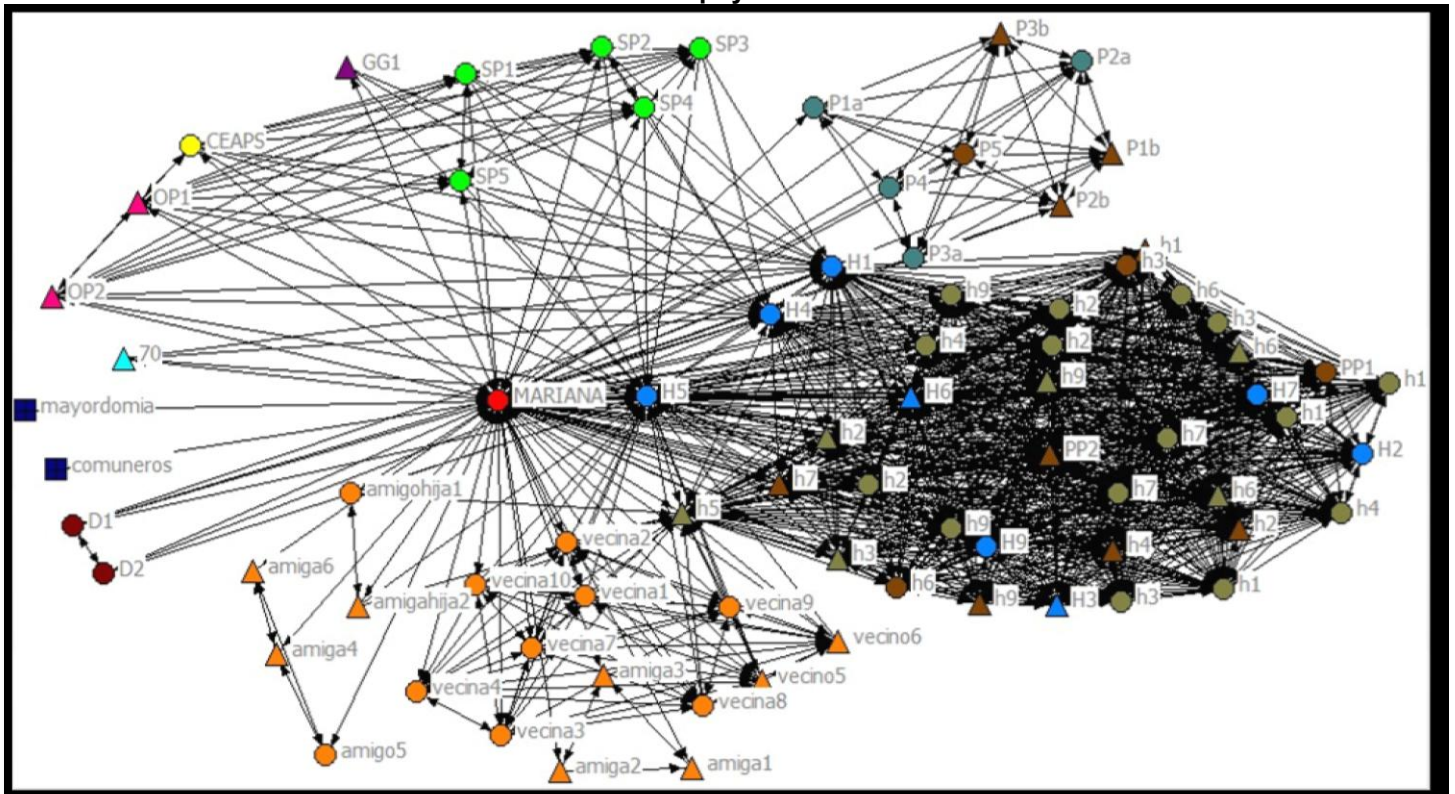 P3b
SP2
SP3
P2a
GG1
SP1
SP4
P1a
CEAPS
P5
P1b
SP5
P4
OP1
P2b
H1
P3a
h1
h3
OP2
h9
h6
h2
H4
h3
h4
h2
h6
70
PP1
h9
h1
MARIANA
H5
H6
H7
mayordomia
h1
h2
h7
PP2
H2
comuneros
h7
h2
h7
h6
amigohija1
h5
h4
D1
h9
h2
vecina2
H9
h4
h3
D2
amiga6
vecina10
vecina1
h6
h1
amigahija2
vecina9
h9
H3
h3
amiga4
vecina7
vecino6
amiga3
vecino5
vecina4
vecina8
vecina3
amigo5
amiga2
amiga1